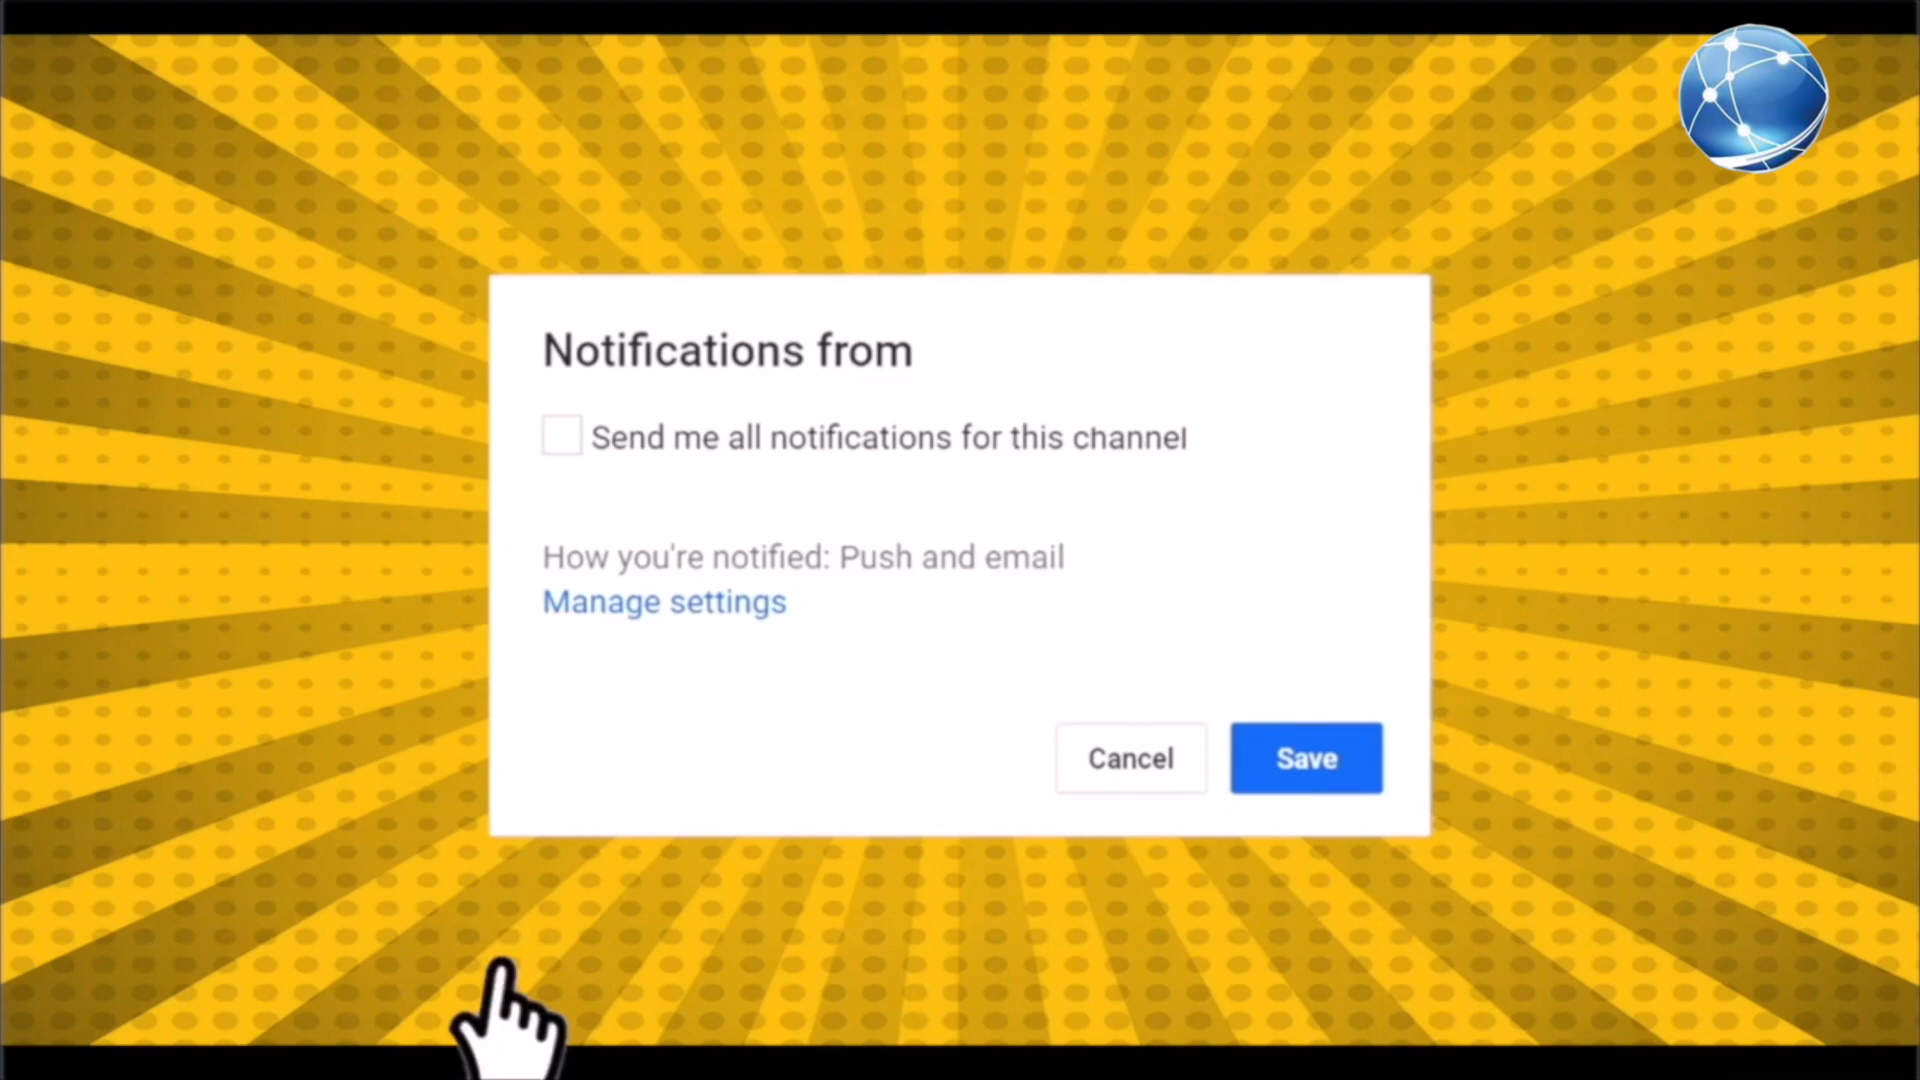 Notifications from
Send me all notifications for this channel
How you're notified: Push and email
Manage settings
Cancel
Save